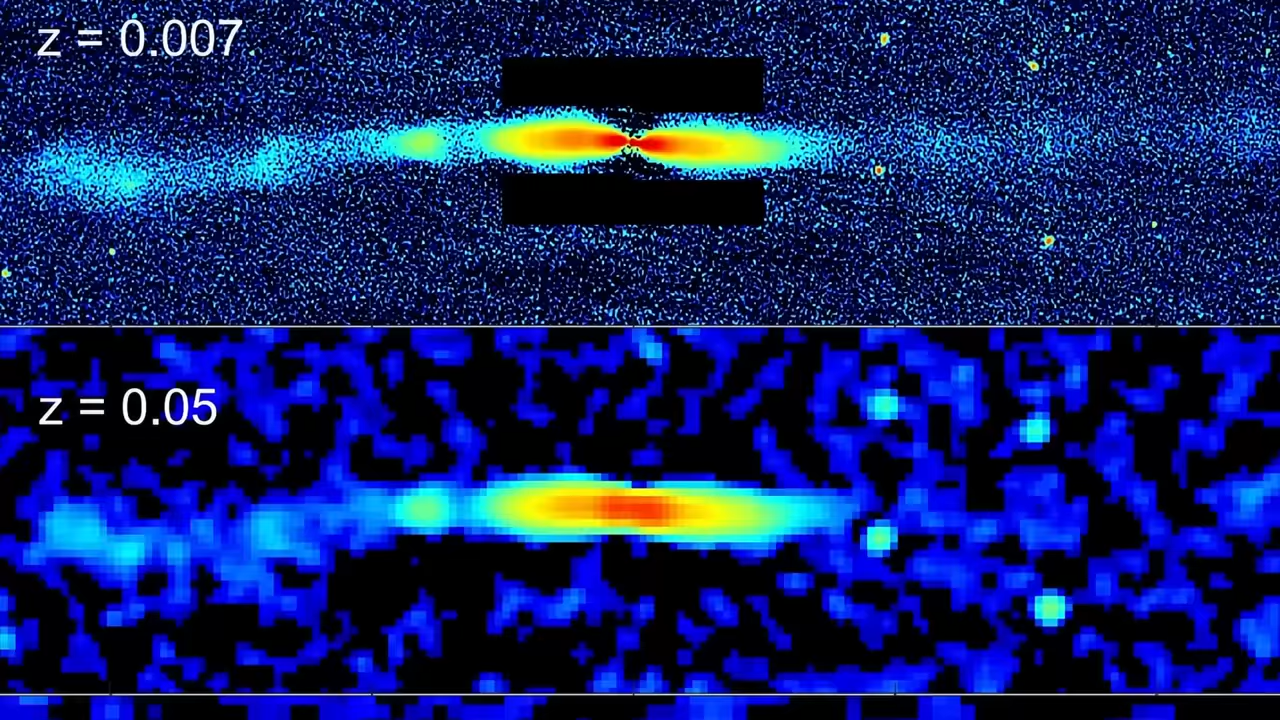 z = 0.007
z = 0.05